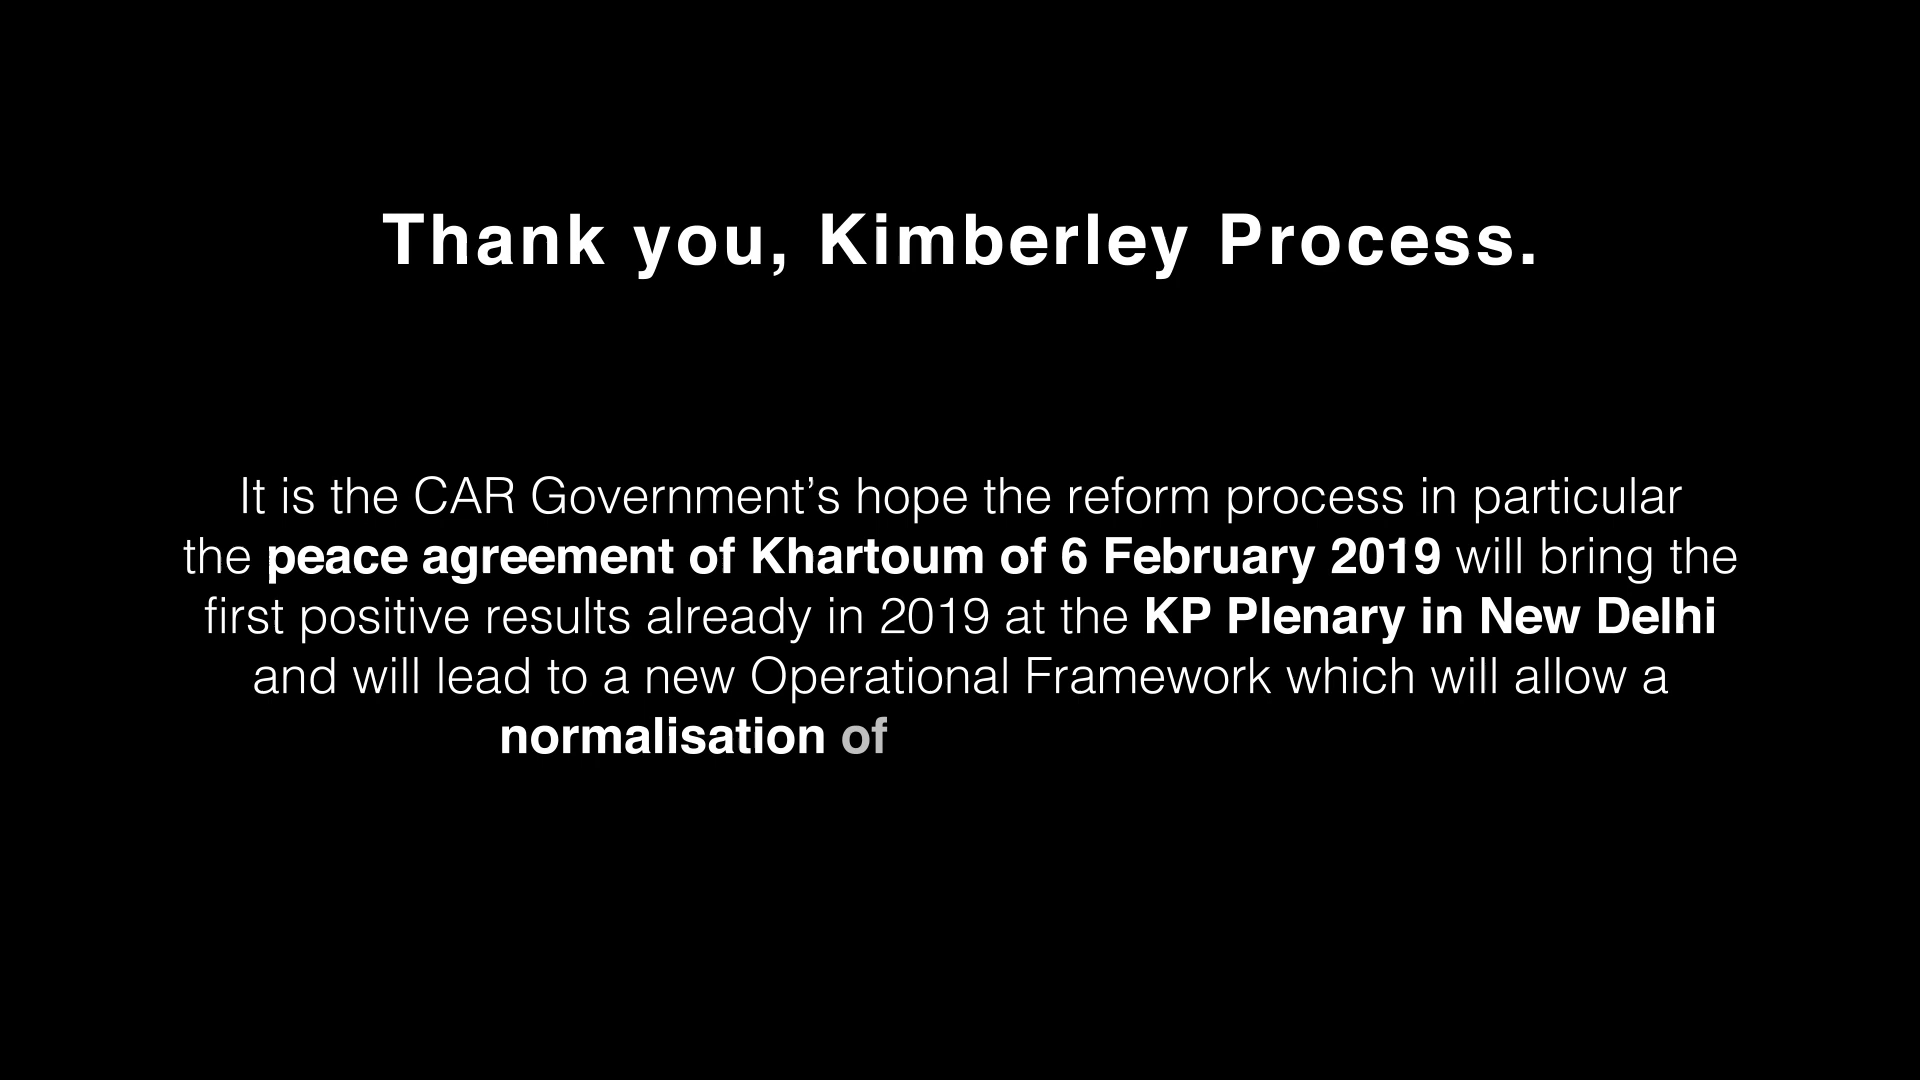 Thank you, Kimberley Process.
It is the CAR Government’s hope the reform process in particular
the peace agreement of Khartoum of 6 February 2019 will bring the
first positive results already in 2019 at the KP Plenary in New Delhi
and will lead to a new Operational Framework which will allow a
normalisation of